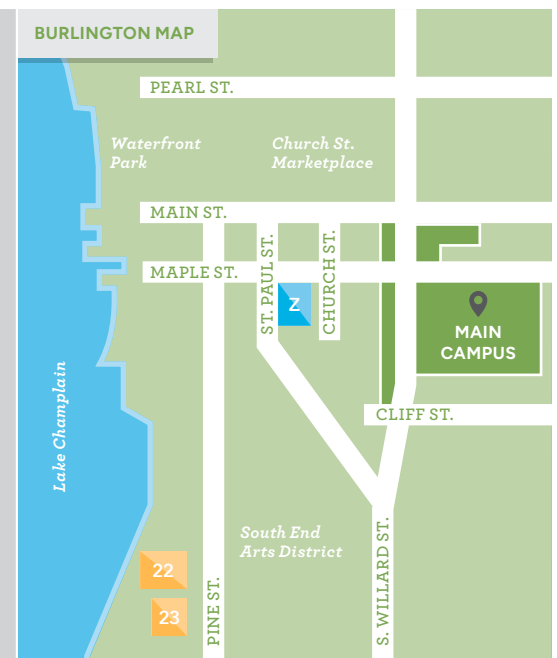 BURLINGTON MAP
PEARL ST.
Waterfront
Park
Church St.
Marketplace
MAIN ST.
MAPLE ST.
ST. PAUL ST.
CHURCH ST.
Z
MAIN
CAMPUS
Lake Champlain
CLIFF ST.
South End
Arts District
22
23
PINE ST.
S. WILLARD ST.